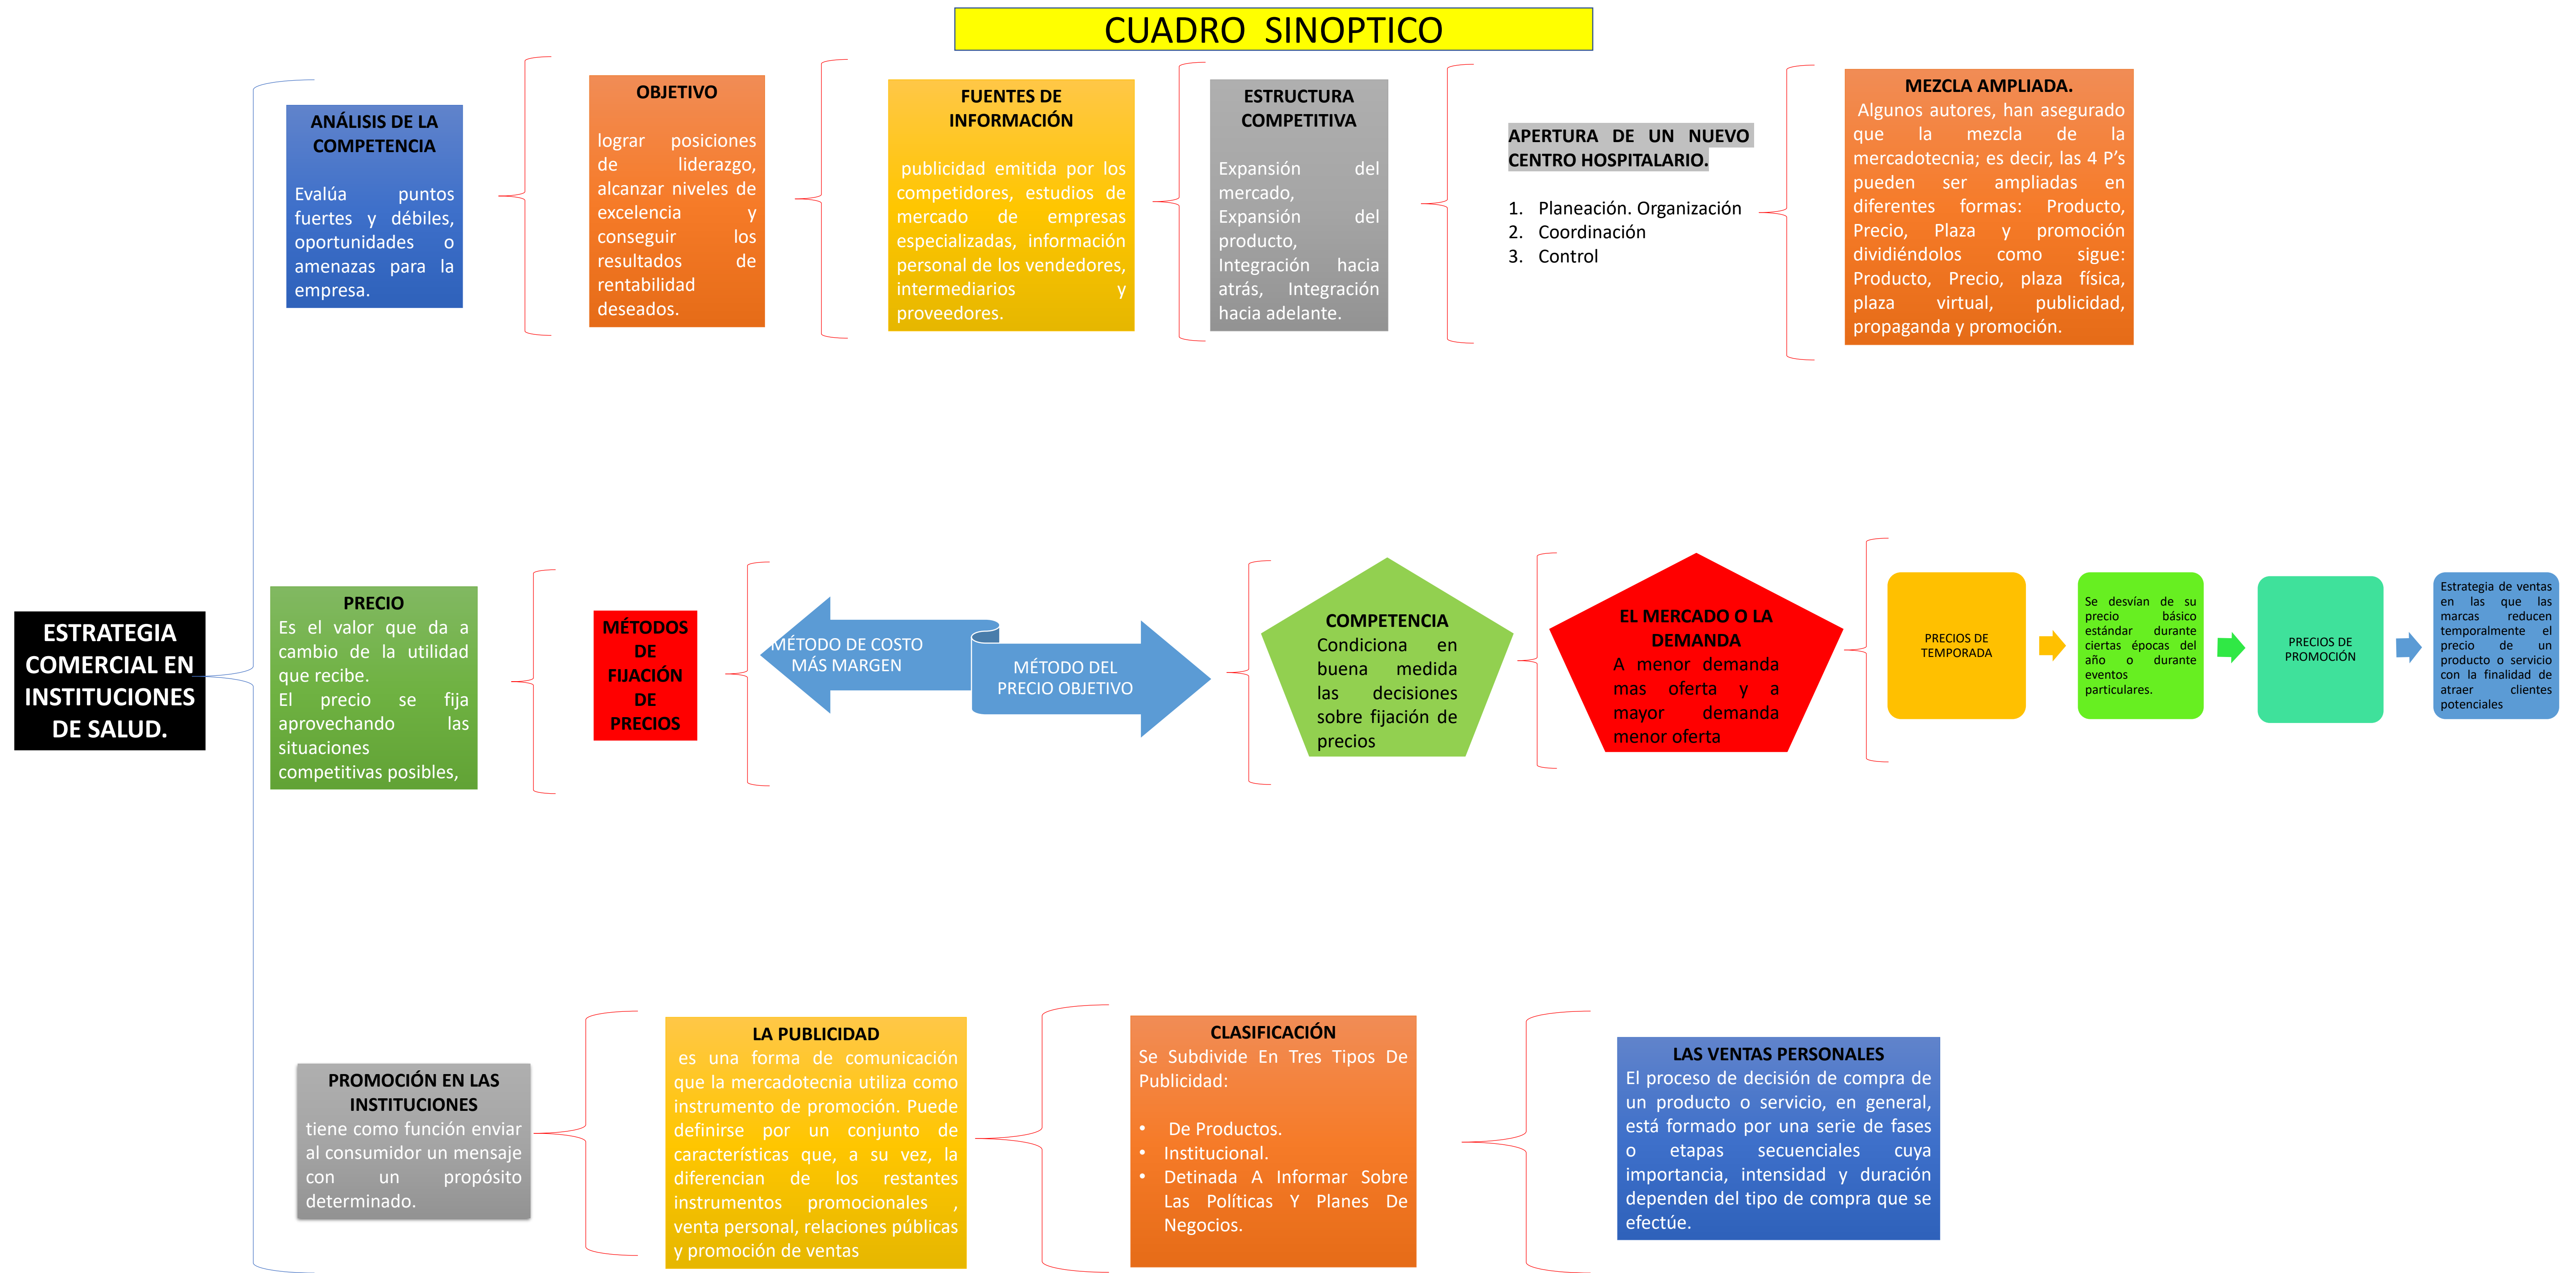 CUADRO SINOPTICO
ANÁLISIS DE LA
COMPETENCIA
Evalúa puntos
fuertes y débiles,
oportunidades o
amenazas para la
empresa.
OBJETIVO
lograr posiciones
de liderazgo,
alcanzar niveles de
excelencia y
conseguir los
resultados de
rentabilidad
deseados.
FUENTES DE
INFORMACIÓN
publicidad emitida por los
competidores, estudios de
mercado de empresas
especializadas, información
personal de los vendedores,
intermediarios y
proveedores.
ESTRUCTURA
COMPETITIVA
Expansión del
mercado,
Expansión del
producto,
Integración hacia
atrás, Integración
hacia adelante.
APERTURA DE UN NUEVO
CENTRO HOSPITALARIO.
1. Planeación. Organización
2. Coordinación
3. Control
MEZCLA AMPLIADA.
Algunos autores, han asegurado
que la mezcla de la
mercadotecnia; es decir, las 4 P’s
pueden ser ampliadas en
diferentes formas: Producto,
Precio, Plaza y promoción
dividiéndolos como sigue:
Producto, Precio, plaza física,
plaza virtual, publicidad,
propaganda y promoción.
ESTRATEGIA
COMERCIAL EN
INSTITUCIONES
DE SALUD.
PRECIO
Es el valor que da a
cambio de la utilidad
que recibe.
El precio se fija
aprovechando las
situaciones
competitivas posibles,
MÉTODOS
DE
FIJACIÓN
DE
PRECIOS
MÉTODO DE COSTO
MÁS MARGEN
MÉTODO DEL
PRECIO OBJETIVO
COMPETENCIA
Condiciona en
buena medida
las decisiones
sobre fijación de
precios
EL MERCADO O LA
DEMANDA
A menor demanda
mas oferta y a
mayor demanda
menor oferta
PRECIOS DE
TEMPORADA
Se desvían de su
precio básico
estándar durante
ciertas épocas del
año o durante
eventos
particulares.
PRECIOS DE
PROMOCIÓN
Estrategia de ventas
en las que las
marcas reducen
temporalmente el
precio de un
producto o servicio
con la finalidad de
atraer clientes
potenciales
PROMOCIÓN EN LAS
INSTITUCIONES
tiene como función enviar
al consumidor un mensaje
con un propósito
determinado.
LA PUBLICIDAD
es una forma de comunicación
que la mercadotecnia utiliza como
instrumento de promoción. Puede
definirse por un conjunto de
características que, a su vez, la
diferencian de los restantes
instrumentos promocionales ,
venta personal, relaciones públicas
y promoción de ventas
CLASIFICACIÓN
Se Subdivide En Tres Tipos De
Publicidad:
• De Productos.
• Institucional.
• Detinada A Informar Sobre
Las Políticas Y Planes De
Negocios.
LAS VENTAS PERSONALES
El proceso de decisión de compra de
un producto o servicio, en general,
está formado por una serie de fases
o etapas secuenciales cuya
importancia, intensidad y duración
dependen del tipo de compra que se
efectúe.